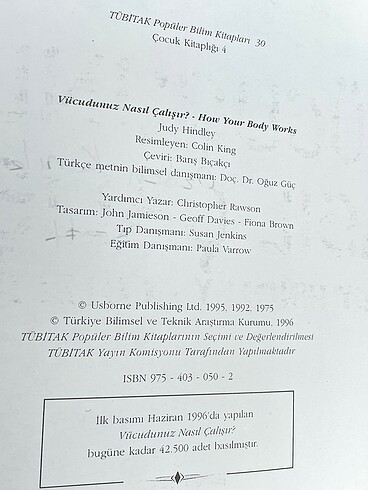 TÜBİTAK Popüler Bilim Kitapları 30
Çocuk Kitaplığı 4
Vücudunuz Nasıl Çalışır? - How Your Body Works
Judy Hindley
Resimleyen: Colin King
Çeviri: Barış Bıçakçı
Türkçe metnin bilimsel danışmanı: Doç. Dr. Oğuz Güç
Yardımcı Yazar: Christopher Rawson
Tasarım: John Jamieson - Geoff Davies - Fiona Brown
Tıp Danışmanı: Susan Jenkins
Eğitim Danışmanı: Paula Varrow
© Usborne Publishing Ltd. 1995, 1992, 1975
© Türkiye Bilimsel ve Teknik Araştırma Kurumu, 1996
TÜBİTAK Popüler Bilim Kitaplarının Seçimi ve Değerlendirilmesi
TÜBİTAK Yayın Komisyonu Tarafından Yapılmaktadır
ISBN 975 - 403 - 050 - 2
İlk basımı Haziran 1996'da yapılan
Vücudunuz Nasıl Çalışır?
bugüne kadar 42.500 adet basılmıştır.